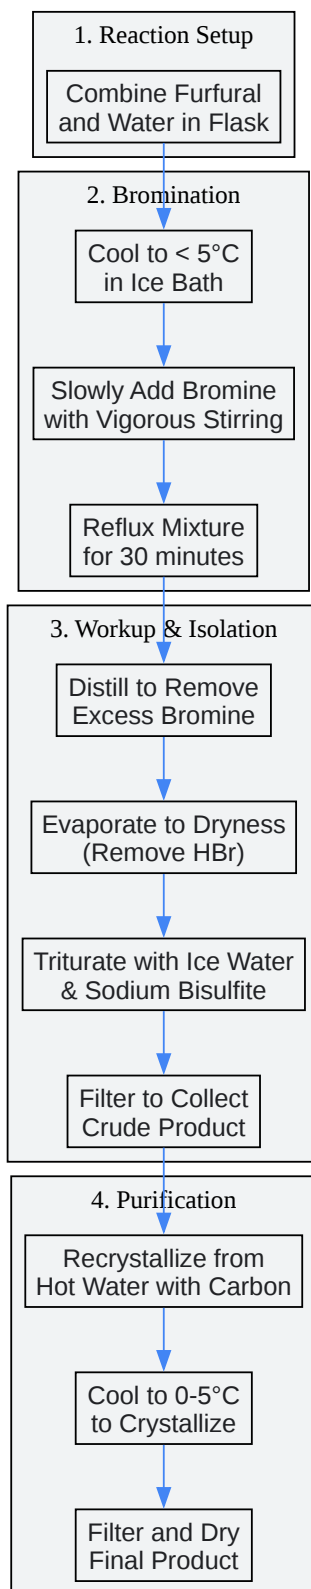 1. Reaction Setup
Combine Furfural
and Water in Flask
2. Bromination
Cool to < 5°C
in Ice Bath
Slowly Add Bromine
with Vigorous Stirring
Reflux Mixture
for 30 minutes
3. Workup & Isolation
Distill to Remove
Excess Bromine
Evaporate to Dryness
(Remove HBr)
Triturate with Ice Water
& Sodium Bisulfite
Filter to Collect
Crude Product
4. Purification
Recrystallize from
Hot Water with Carbon
Cool to 0-5°C
to Crystallize
Filter and Dry
Final Product